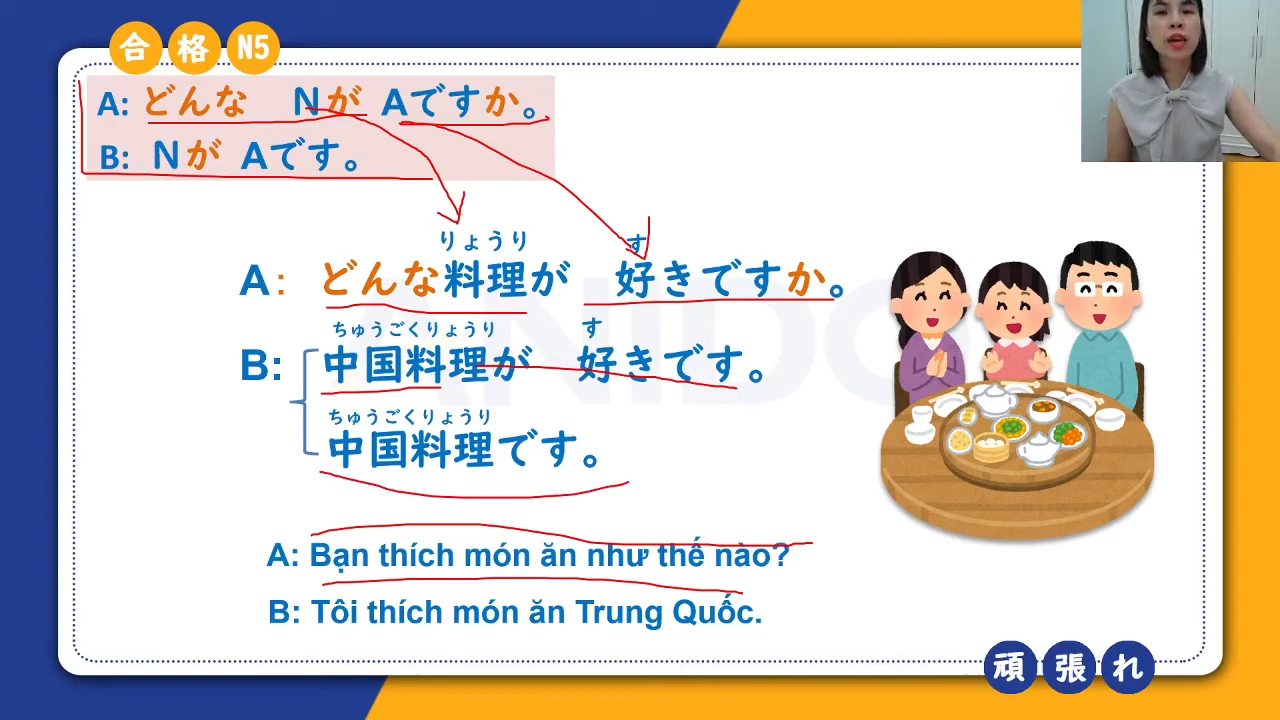 合 格 N5
A: どんな Nが Aですか。
B: Nが Aです。
りょうり す
A: どんな料理が 好きですか。
ちゅうごくりょうり す
B: 中国料理が 好きです。
ちゅうごくりょうり
中国料理です。
A: Bạn thích món ăn như thế nào?
B: Tôi thích món ăn Trung Quốc.
頑 張 れ